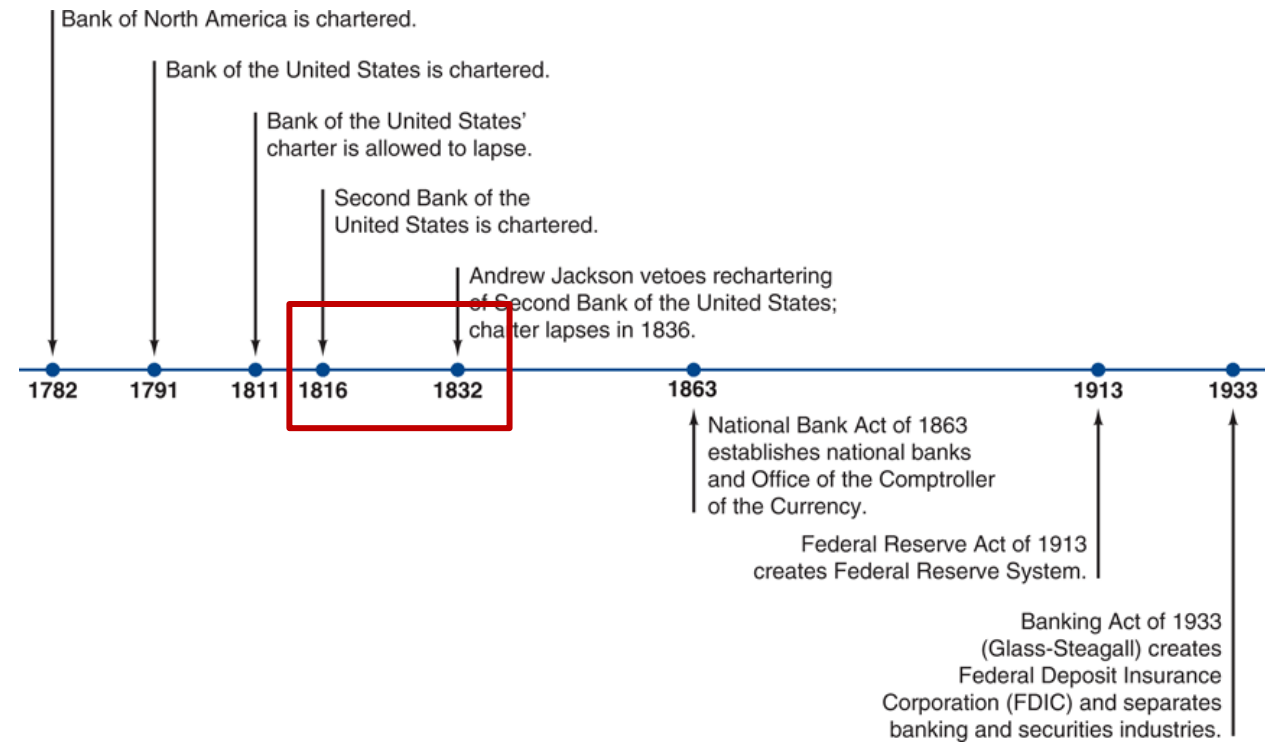 Bank of North America is chartered.
Bank of the United States is chartered.
Bank of the United States’
charter is allowed to lapse.
Second Bank of the
United States is chartered.
Andrew Jackson vetoes rechartering
of Second Bank of the United States;
charter lapses in 1836.
1782 1791 1811 1816 1832 1863 1913 1933
National Bank Act of 1863
establishes national banks
and Office of the Comptroller
of the Currency.
Federal Reserve Act of 1913
creates Federal Reserve System.
Banking Act of 1933
(Glass-Steagall) creates
Federal Deposit Insurance
Corporation (FDIC) and separates
banking and securities industries.